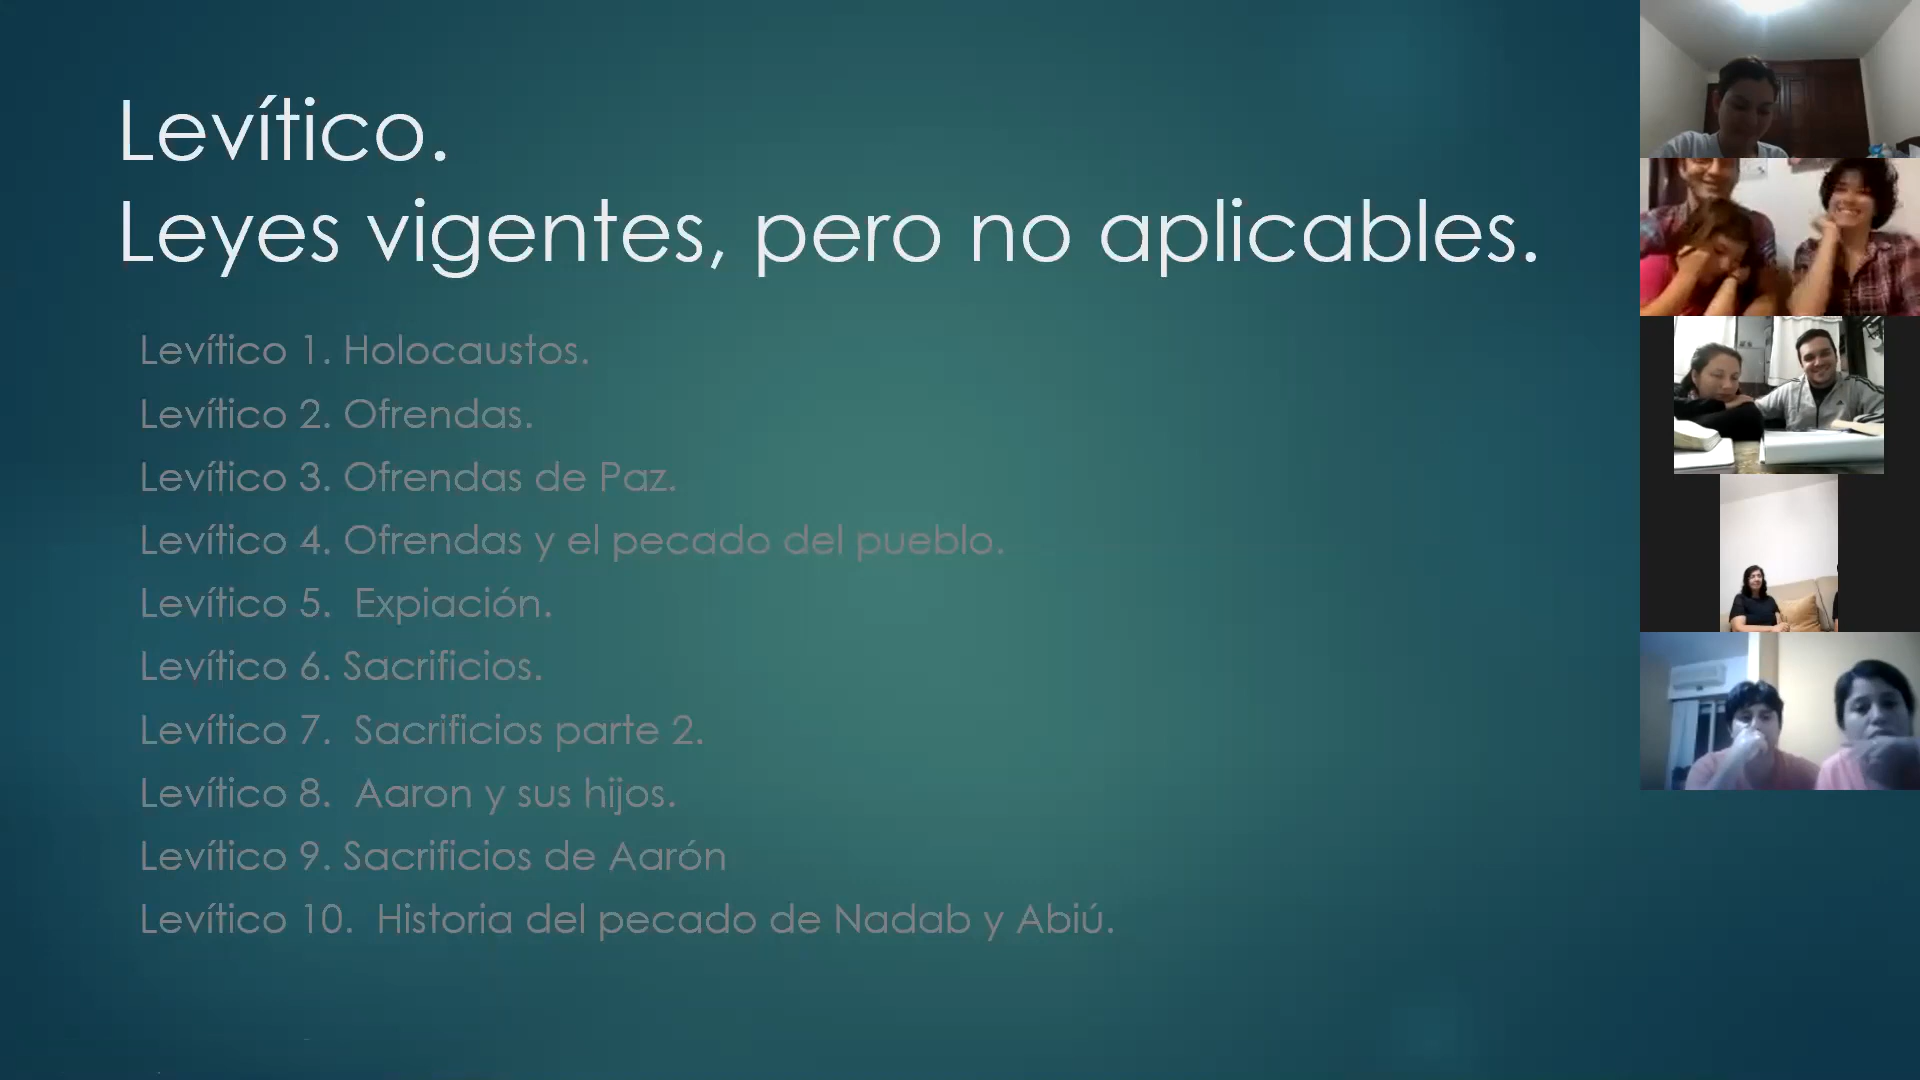 Levítico.
Leyes vigentes, pero no aplicables.
Levítico 1. Holocaustos.
Levítico 2. Ofrendas.
Levítico 3. Ofrendas de Paz.
Levítico 4. Ofrendas y el pecado del pueblo.
Levítico 5.  Expiación.
Levítico 6. Sacrificios.
Levítico 7.  Sacrificios parte 2.
Levítico 8.  Aaron y sus hijos.
Levítico 9. Sacrificios de Aarón
Levítico 10.  Historia del pecado de Nadab y Abiú.